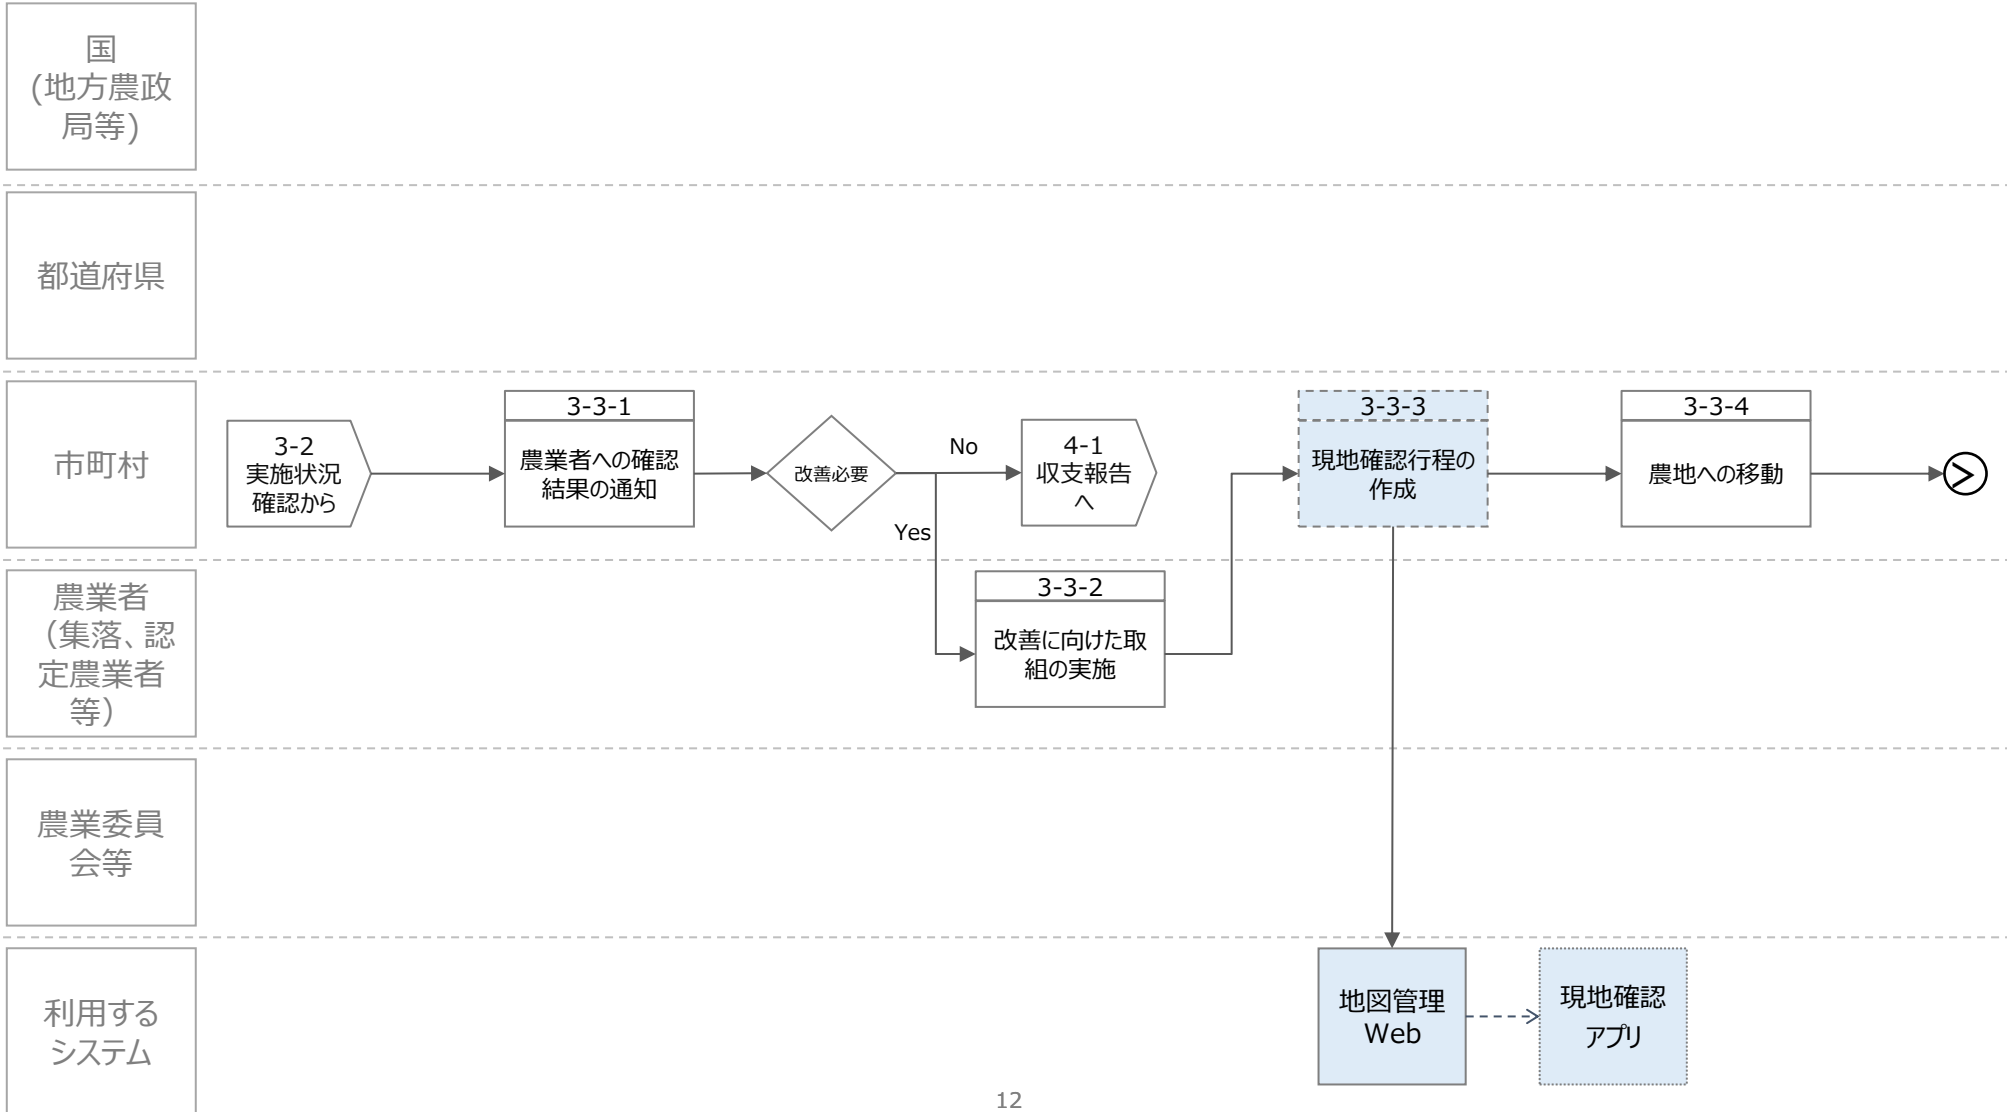 国
(地方農政
局等)
都道府県
市町村
3-2
実施状況
確認から
3-3-1
農業者への確認
結果の通知
改善必要
No
Yes
4-1
収支報告
へ
3-3-3
現地確認行程の
作成
3-3-4
農地への移動
>
農業者
（集落、認
定農業者
等）
3-3-2
改善に向けた取
組の実施
農業委員
会等
利用する
システム
地図管理
Web
現地確認
アプリ
12